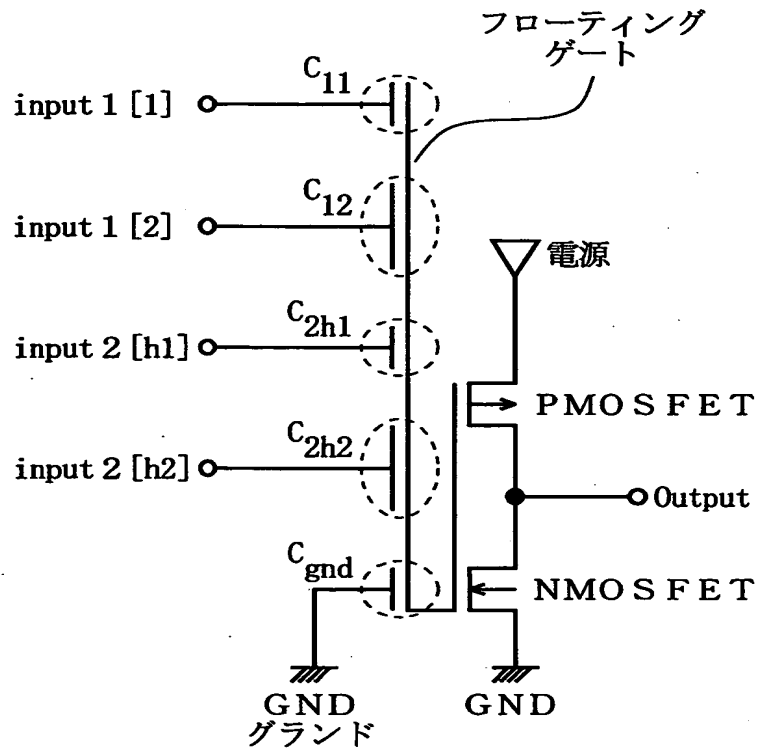 フローティング
ゲート
C11
input 1 [1]
C12
input 1 [2]
電源
C2h1
input 2 [h1]
PMOSFET
C2h2
input 2 [h2]
Output
Cgnd
NMOSFET
GND
グランド
GND